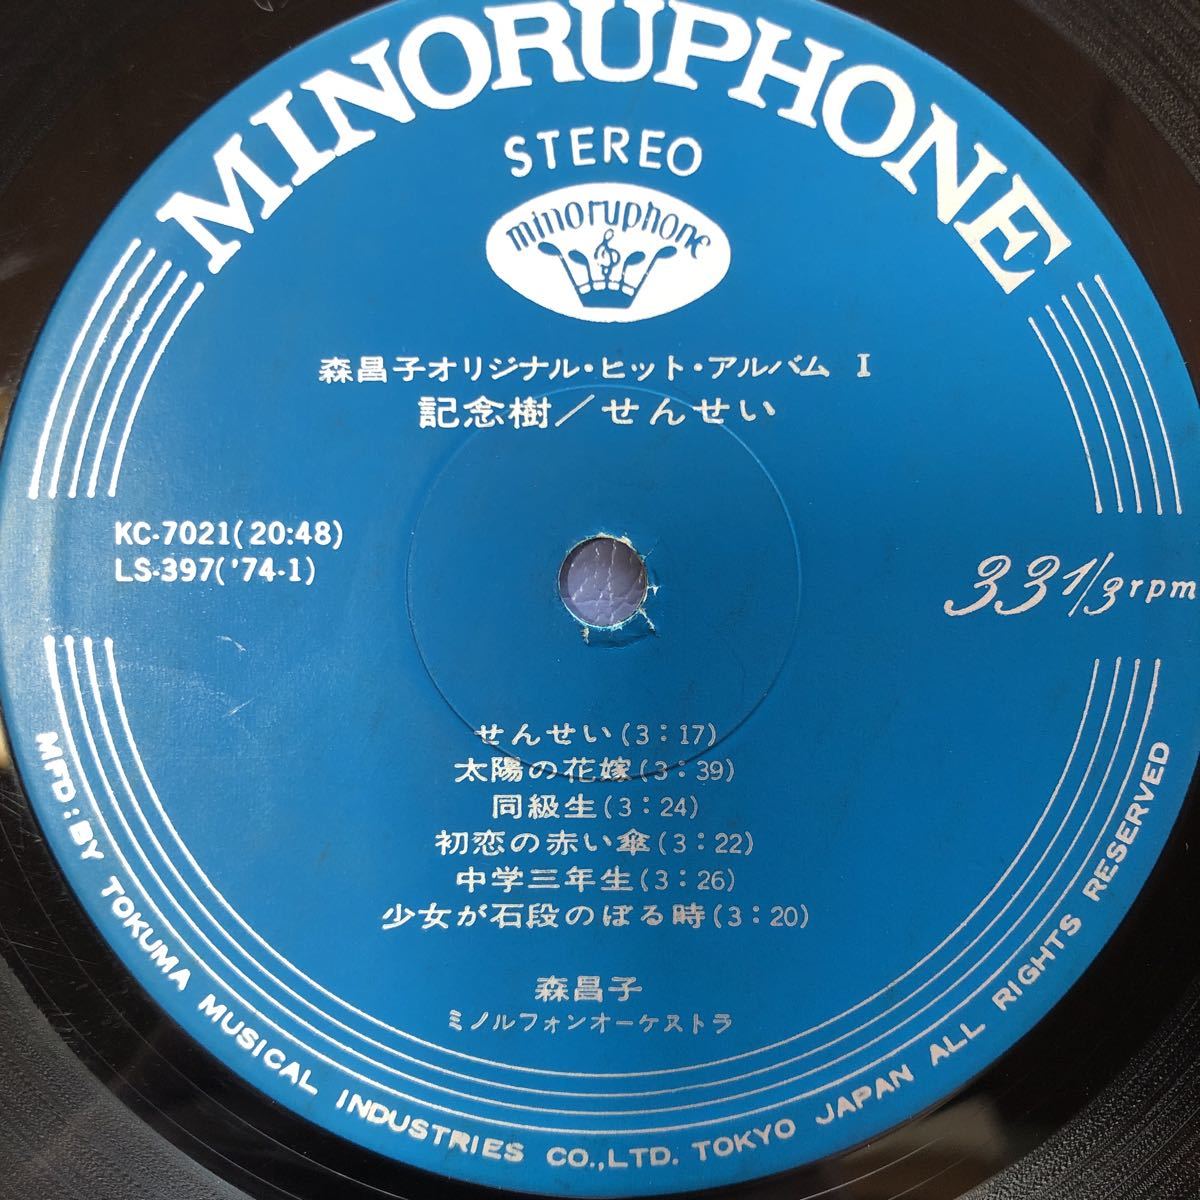 MINORUPHONE
STEREO
minoruphone
森昌子オリジナル・ヒット・アルバム I
記念樹／せんせい
KC-7021(20:48)
LS-397('74-1)
33 1/3 rpm
せんせい(3:17)
太陽の花嫁(3:39)
同級生(3:24)
初恋の赤い傘(3:22)
中学三年生(3:26)
少女が石段のぼる時(3:20)
森昌子
ミノルフォンオーケストラ
MFD: BY TOKUMA MUSICAL INDUSTRIES CO.,LTD. TOKYO JAPAN ALL RIGHTS RESERVED